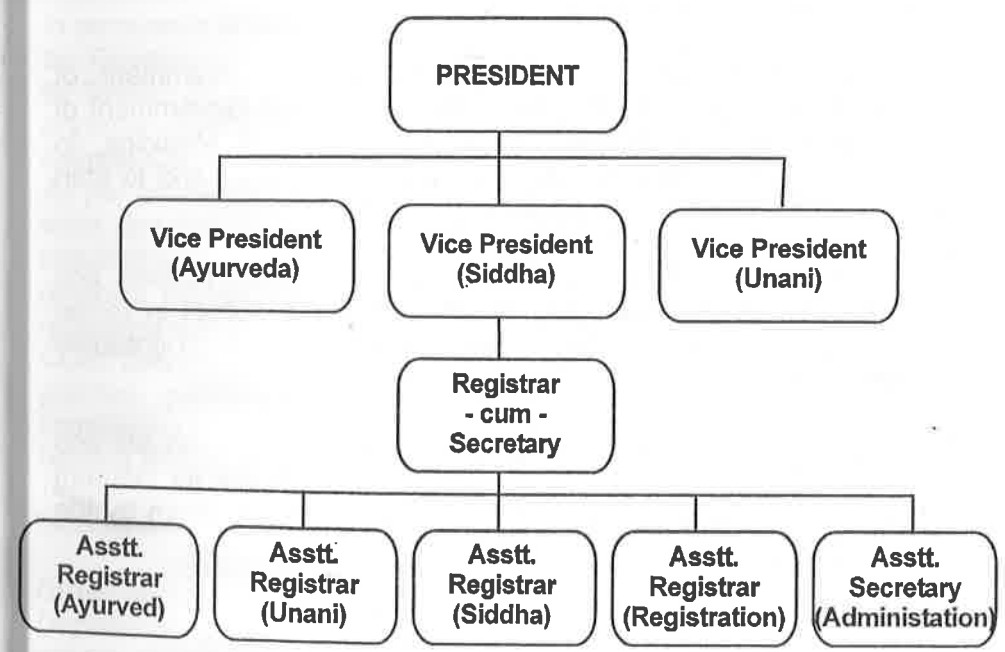 PRESIDENT
Vice President
(Ayurveda)
Vice President
(Siddha)
Vice President
(Unani)
Registrar
- cum -
Secretary
Asstt.
Registrar
(Ayurved)
Asstt.
Registrar
(Unani)
Asstt.
Registrar
(Siddha)
Asstt.
Registrar
(Registration)
Asstt.
Secretary
(Administation)